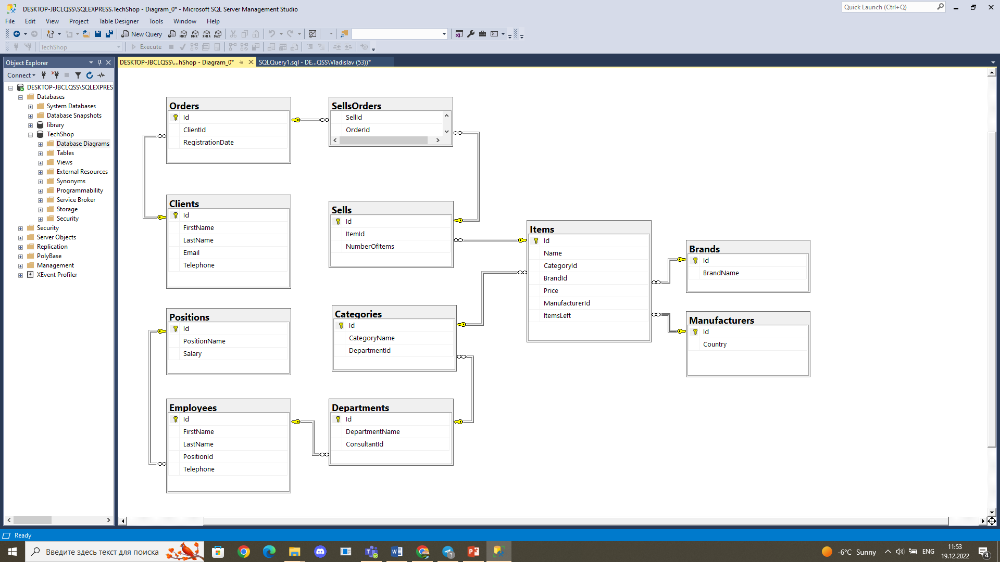 DESKTOP-JBCLQSS\SQLEXPRESS.TechShop - Diagram_0* - Microsoft SQL Server Management Studio
Quick Launch (Ctrl+Q)
File Edit View Project Table Designer Tools Window Help
New Query MDX DMX XMLA DAX
TechShop Execute
Object Explorer
DESKTOP-JBCLQSS\...hShop - Diagram_0* SQLQuery1.sql - DE...QSS\Vladislav (53))*
Connect
DESKTOP-JBCLQSS\SQLEXPRES
Databases
System Databases
Database Snapshots
library
TechShop
Database Diagrams
Tables
Views
External Resources
Synonyms
Programmability
Service Broker
Storage
Security
Security
Server Objects
Replication
PolyBase
Management
XEvent Profiler
Orders
Id
ClientId
RegistrationDate
SellsOrders
SellId
OrderId
Clients
Id
FirstName
LastName
Email
Telephone
Sells
Id
ItemId
NumberOfItems
Items
Id
Name
CategoryId
BrandId
Price
ManufacturerId
ItemsLeft
Brands
Id
BrandName
Manufacturers
Id
Country
Positions
Id
PositionName
Salary
Categories
Id
CategoryName
DepartmentId
Employees
Id
FirstName
LastName
PositionId
Telephone
Departments
Id
DepartmentName
ConsultantId
Ready
Введите здесь текст для поиска
3
-6°C Sunny
ENG
11:53
19.12.2022
4